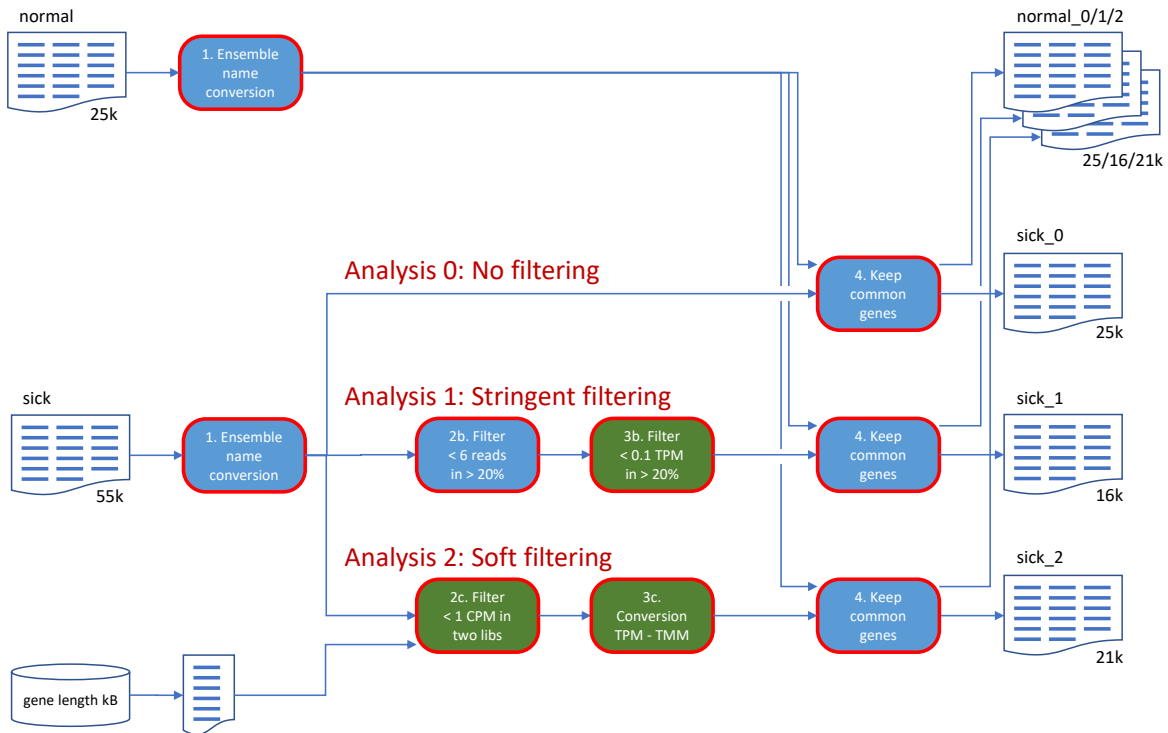 normal
normal_0/1/2
1. Ensemble
name
conversion
25k
25/16/21k
sick_0
Analysis 0: No filtering
4. Keep
common
genes
25k
Analysis 1: Stringent filtering
sick
sick_1
1. Ensemble
name
conversion
2b. Filter
< 6 reads
in > 20%
3b. Filter
< 0.1 TPM
in > 20%
4. Keep
common
genes
55k
16k
Analysis 2: Soft filtering
sick_2
2c. Filter
< 1 CPM in
two libs
3c.
Conversion
TPM - TMM
4. Keep
common
genes
21k
gene length kB